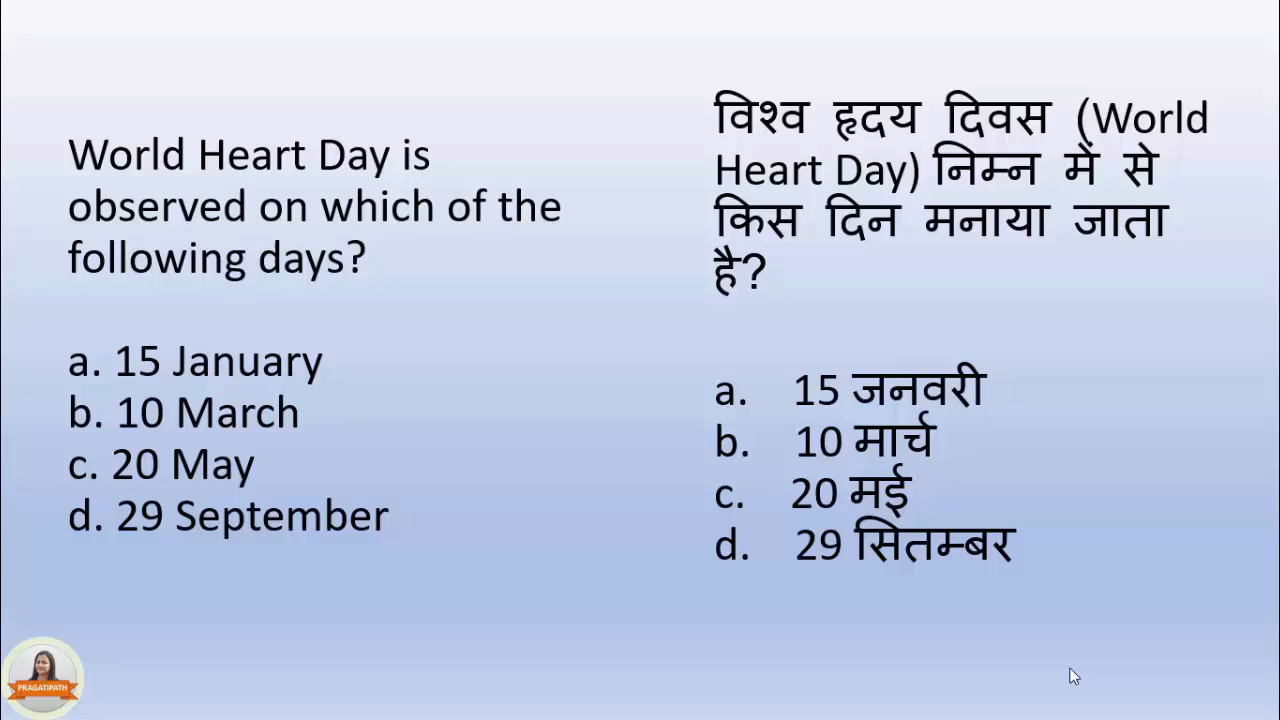 World Heart Day is
observed on which of the
following days?
a. 15 January
b. 10 March
c. 20 May
d. 29 September
विश्व हृदय दिवस (World
Heart Day) निम्न में से
किस दिन मनाया जाता
है?
a. 15 जनवरी
b. 10 मार्च
c. 20 मई
d. 29 सितम्बर
PRAGATIPATH